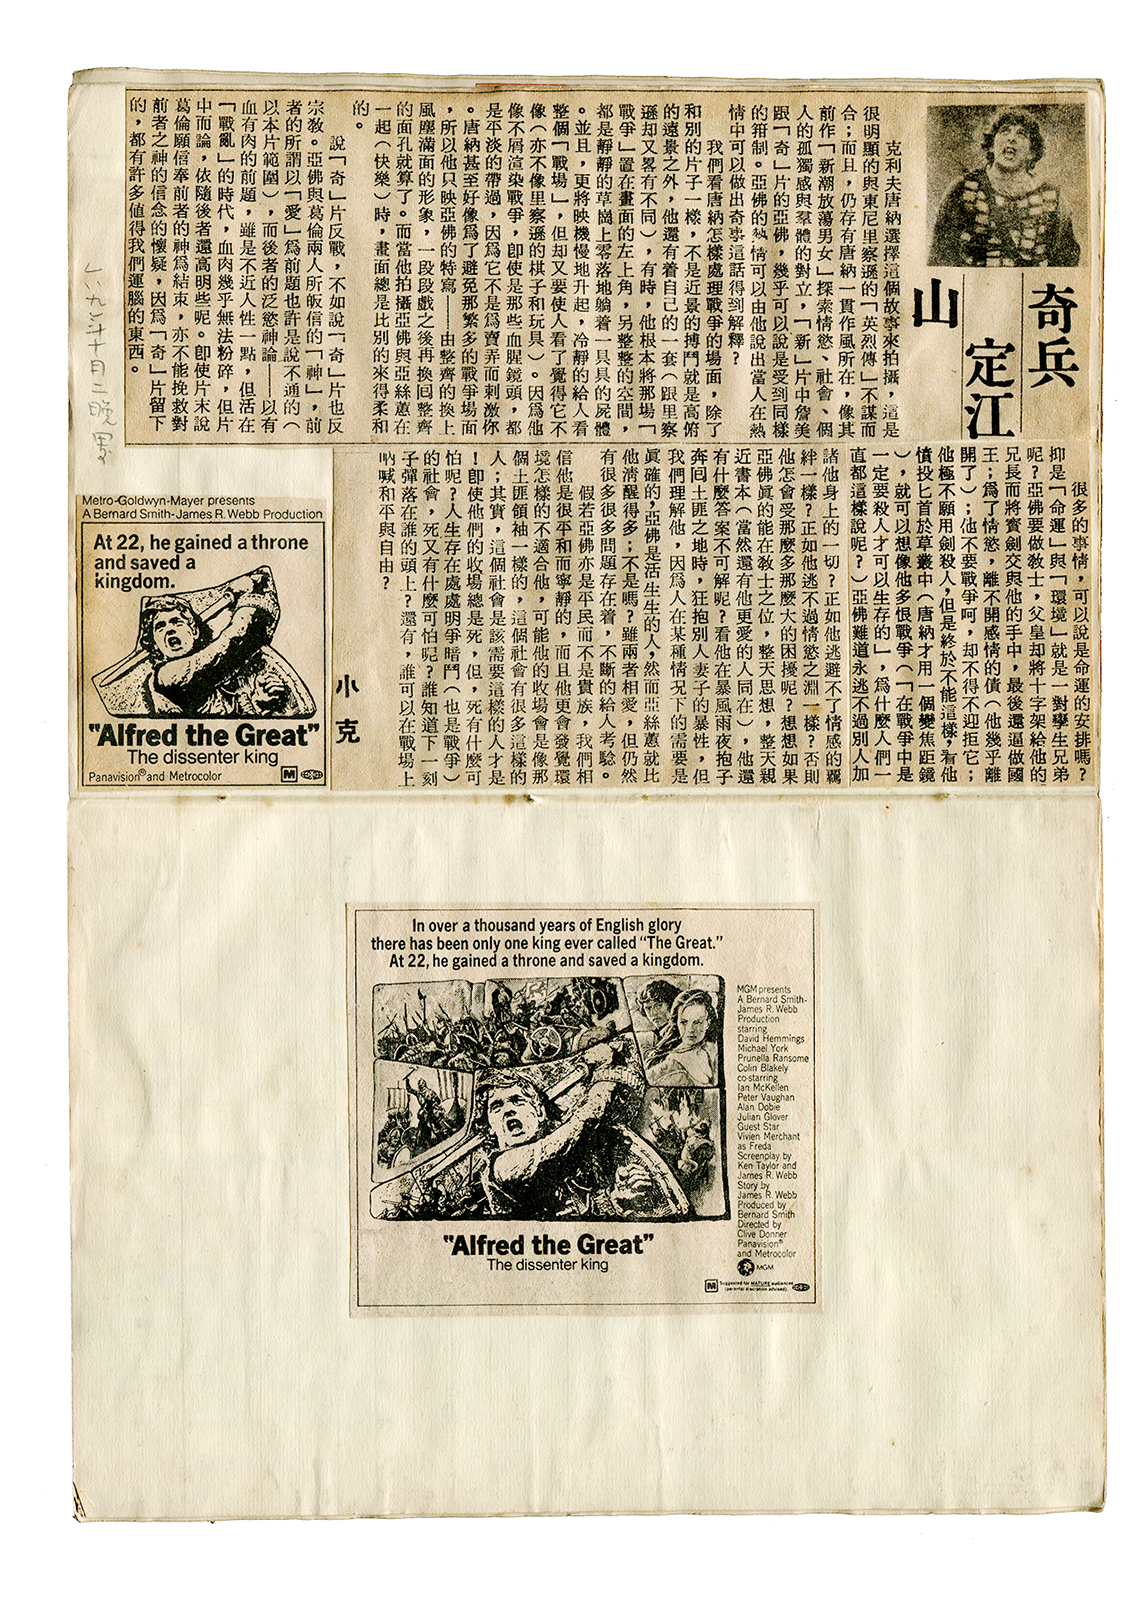 奇兵
定江
山
克利夫唐納選擇這個故事來拍攝，這是
很明顯的與東尼里察遜的「英烈傳」不謀而
合；而且，仍存有唐納一貫作風所在，像其
前作「新潮放蕩男女」探索情慾、社會、個
人的孤獨感與羣體的對立，「新」片中詹美
跟「奇」片的亞佛，幾乎可以說是受到同樣
的箝制。亞佛的熱情可以由他說出當人在熱
情中可以做出奇事這話得到解釋？
我們看唐納怎樣處理戰爭的場面，除了
和別的片子一樣，不是近景的搏鬥就是高俯
的遠景之外，他還有着自己的一套（跟里察
遜却又畧有不同），有時，他根本將那場「
戰爭」置在畫面的左上角，另整整的空間，
都是靜靜的草崗上零落地躺着一具具的屍體
。並且，更將映機慢慢地升起，冷靜的給人看
整個「戰場」，但却又要使人看了覺得它不
像（亦不像里察遜的棋子和玩具）。因爲他
像不屑渲染戰爭，卽使是那些血腥鏡頭，都
是平淡的帶過，因爲它不是爲賣弄而刺激你
。唐納甚至好像爲了避免那繁多的戰爭場面
，所以他只映亞佛的特寫——由整齊的換上
風塵滿面的形象，一段段戲之後再換囘整齊
的面孔就算了。而當他拍攝亞佛與亞絲蕙在
一起（快樂）時，畫面總是比別的來得柔和
的。
說「奇」片反戰，不如說「奇」片也反
宗教。亞佛與葛倫兩人所皈信的「神」，前
者的所謂以「愛」爲前題也許是說不通的（
以本片範圍），而後者的泛慾神論——以有
血有肉的前題，雖是不近人性一點，但活在
「戰亂」的時代，血肉幾乎無法粉碎，但片
中而論，依隨後者還高明些呢。卽使片末說
葛倫願信奉前者的神爲結束，亦不能挽救對
前者之神的信念的懷疑，因爲「奇」片留下
的，都有許多値得我們運腦的東西。
很多的事情，可以說是命運的安排嗎？
抑是「命運」與「環境」就是一對孿生兄弟
呢？亞佛要做敎士，父皇却將十字架給他的
兄長而將寶劍交與他的手中，最後還逼做國
王；爲了情慾，離不開感情的債（他幾乎離
開了）；他不要戰爭呵，却不得不迎拒它；
他極不願用劍殺人，但是終於不能這樣，看他
憤投匕首於草叢中（唐納才用一個變焦距鏡
），就可以想像他多恨戰爭（「在戰爭中是
一定要殺人才可以生存的」，爲什麼人們一
直都這樣說呢？）亞佛難道永逃不過別人加
諸他身上的一切？正如他逃避不了情感的羈
絆一樣？正如他逃不過情慾之淵一樣？否則
他怎會受那麼多那麼大的困擾呢？想想如果
亞佛眞的能在敎士之位，整天思想，整天親
近書本（當然還有他更愛的人同在），他還
有什麼答案不可解呢？看他在暴風雨夜抱子
奔囘土匪之地時，狂抱別人妻子的暴性，但
我們理解他，因爲人在某種情況下的需要是
眞確的，亞佛是活生生的人，然而亞絲蕙就比
他淸醒得多；不是嗎？雖兩者相愛，但仍然
有很多很多問題存在着，不斷的給人考騐。
假若亞佛亦是平民而不是貴族，我們相
信他是很平和而寧靜的，而且他更會發覺環
境怎樣的不適合他，可能他的收場會是像那
個土匪領袖一樣的，這個社會有很多這樣的
人；其實，這個社會是該需要這樣的人才是
！卽使他們的收場總是死，但，死有什麼可
怕呢？人生存在處處明爭暗鬥（也是戰爭）
的社會，死又有什麼可怕呢？誰知道下一刻
子彈落在誰的頭上？還有，誰可以在戰場上
吶喊和平與自由？
小克
六九年十月二晚
Metro-Goldwyn-Mayer presents
A Bernard Smith-James R. Webb Production
At 22, he gained a throne
and saved a
kingdom.
"Alfred the Great"
The dissenter king
Panavision® and Metrocolor
M
In over a thousand years of English glory
there has been only one king ever called "The Great."
At 22, he gained a throne and saved a kingdom.
MGM presents
A Bernard Smith-
James R. Webb
Production
starring
David Hemmings
Michael York
Prunella Ransome
Colin Blakely
co-starring
Ian McKellen
Peter Vaughan
Alan Dobie
Julian Glover
Guest Star
Vivien Merchant
as Freda
Screenplay by
Ken Taylor and
James R. Webb
Story by
James R. Webb
Produced by
Bernard Smith
Directed by
Clive Donner
Panavision®
and Metrocolor
MGM
"Alfred the Great"
The dissenter king
M Suggested for MATURE audiences
(parental discretion advised).